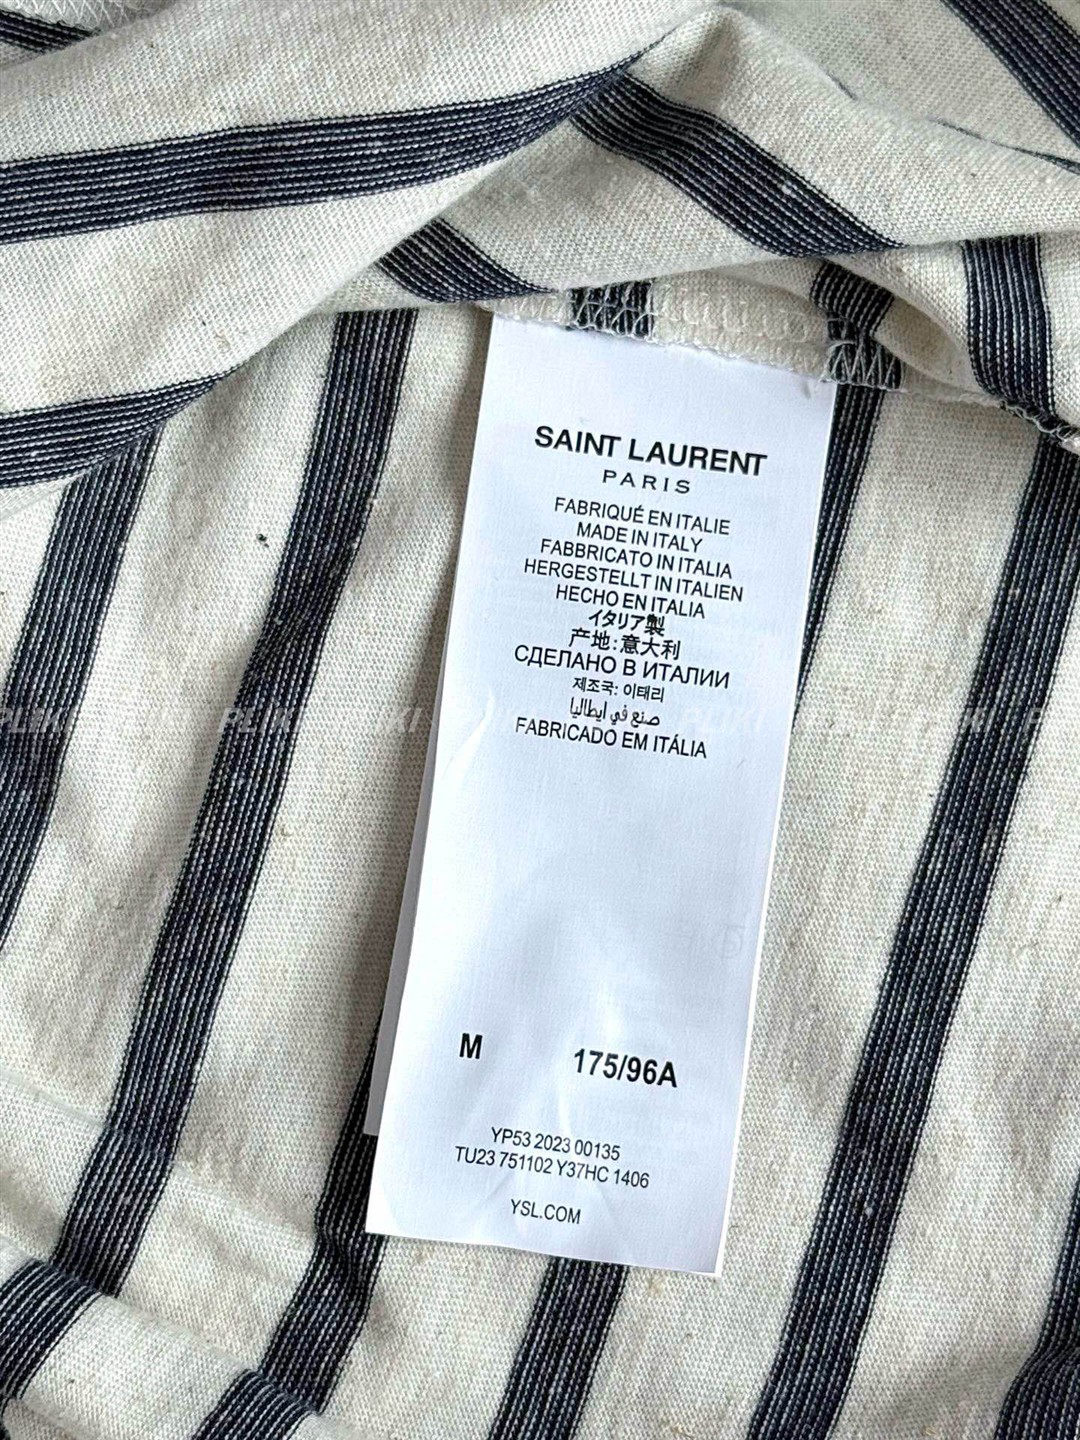 SAINT LAURENT
PARIS
FABRIQUÉ EN ITALIE
MADE IN ITALY
FABBRICATO IN ITALIA
HERGESTELLT IN ITALIEN
HECHO EN ITALIA
イタリア製
产地:意大利
СДЕЛАНО В ИТАЛИИ
제조국: 이태리
صنع في ايطاليا
FABRICADO EM ITÁLIA
M 175/96A
YP53 2023 00135
TU23 751102 Y37HC 1406
YSL.COM